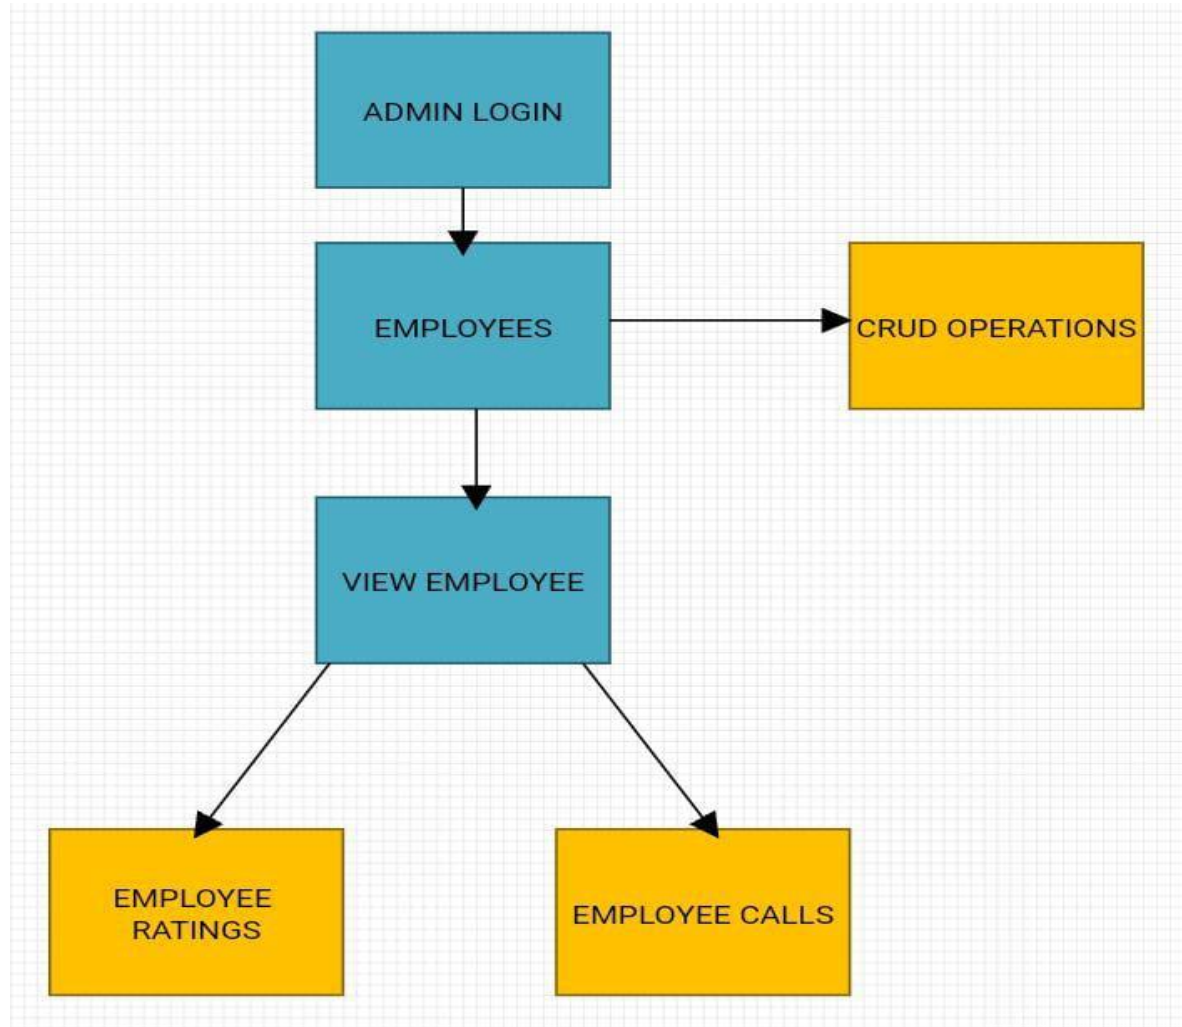 ADMIN LOGIN
EMPLOYEES
CRUD OPERATIONS
VIEW EMPLOYEE
EMPLOYEE
RATINGS
EMPLOYEE CALLS